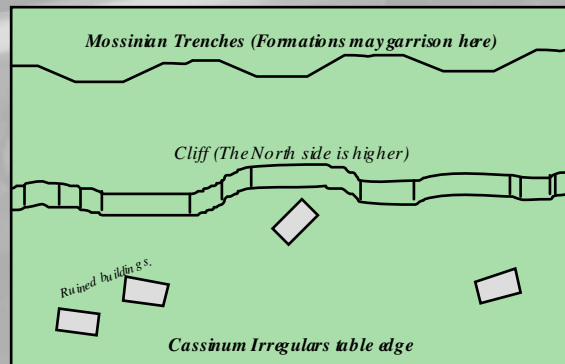 Mossinian Trenches (Formations may garrison here)
Cliff (The North side is higher)
Ruined buildings.
Cassinum Irregulars table edge